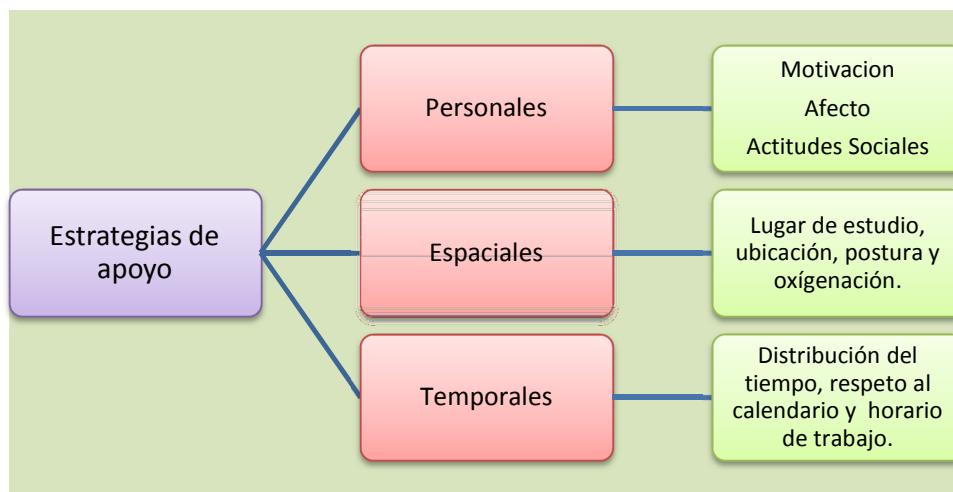 Estrategias de
apoyo
Personales
Motivacion
Afecto
Actitudes Sociales
Espaciales
Lugar de estudio,
ubicación, postura y
oxígenación.
Temporales
Distribución del
tiempo, respeto al
calendario y horario
de trabajo.